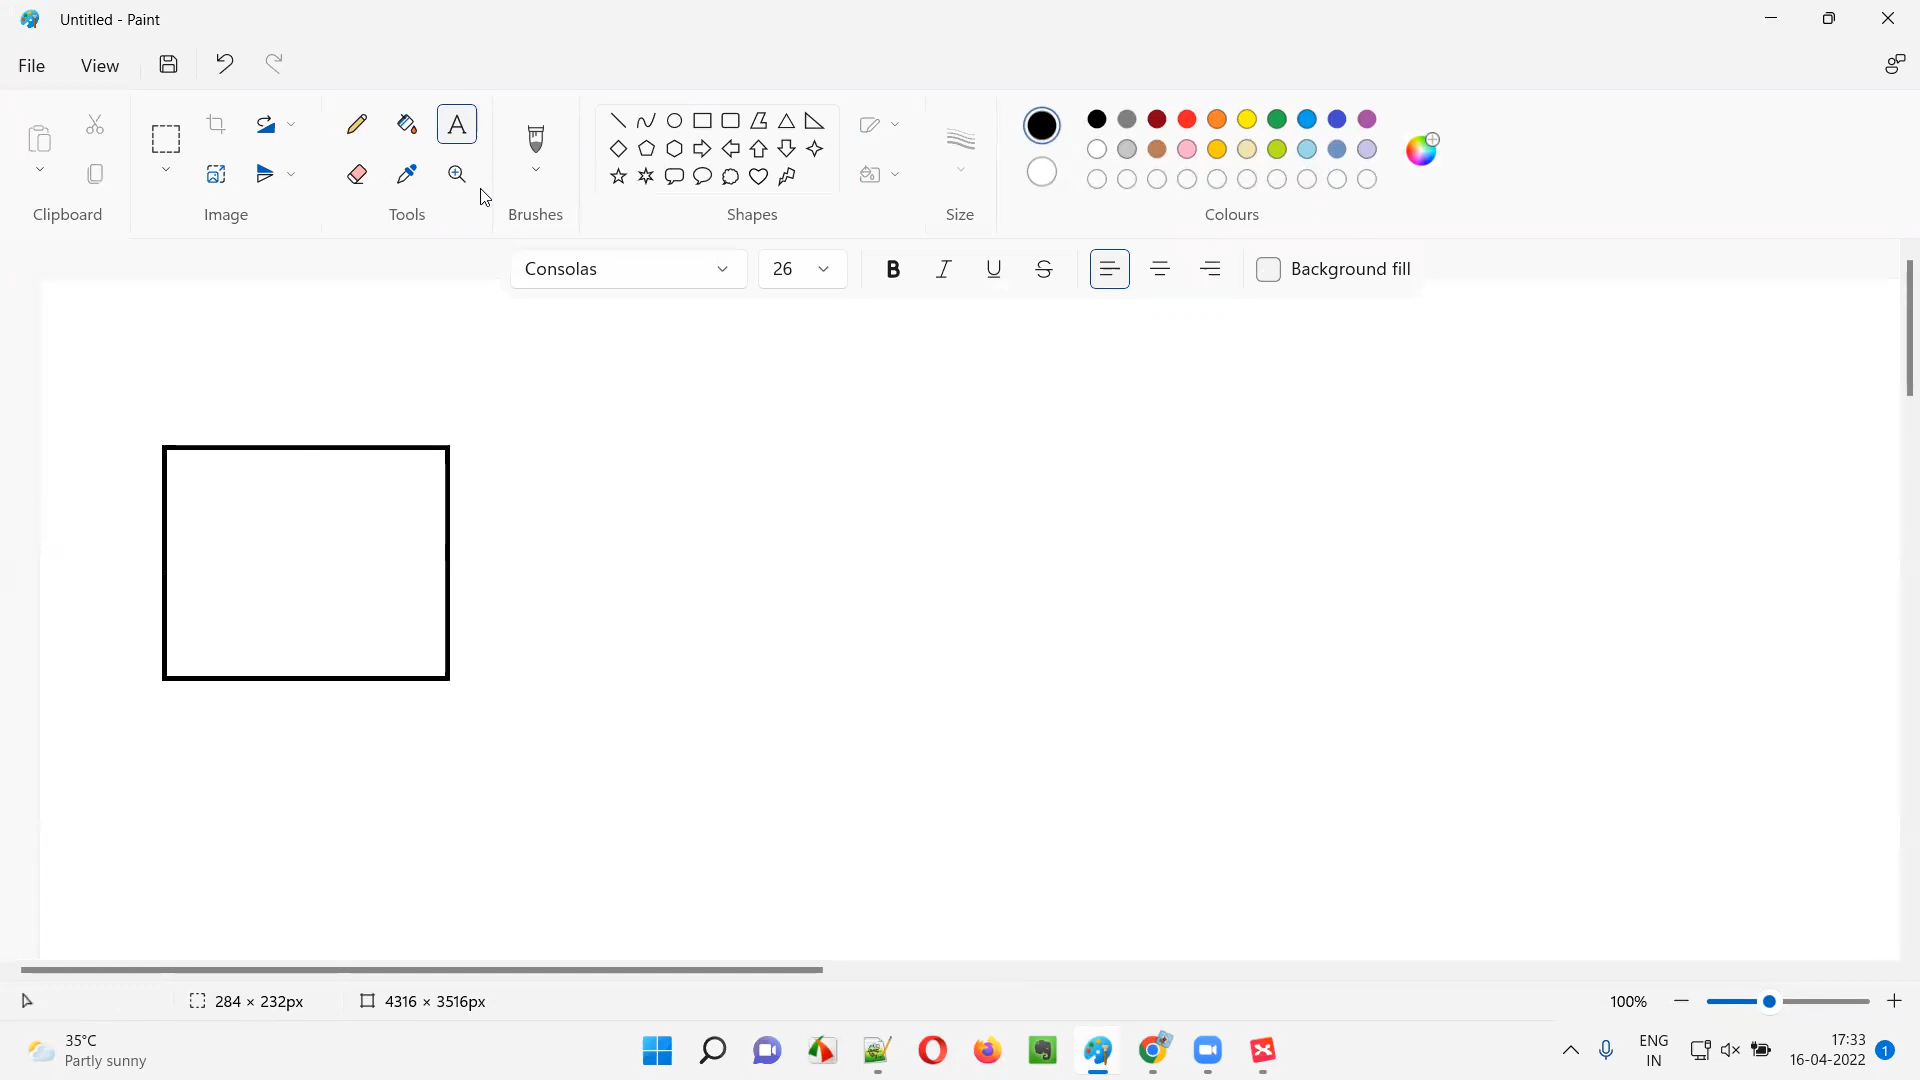 Untitled - Paint
File View
Clipboard Image Tools Brushes Shapes Size Colours
Consolas 26 B I U S Background fill
284 × 232px 4316 × 3516px 100%
35°C
Partly sunny
ENG
IN
17:33
16-04-2022
1